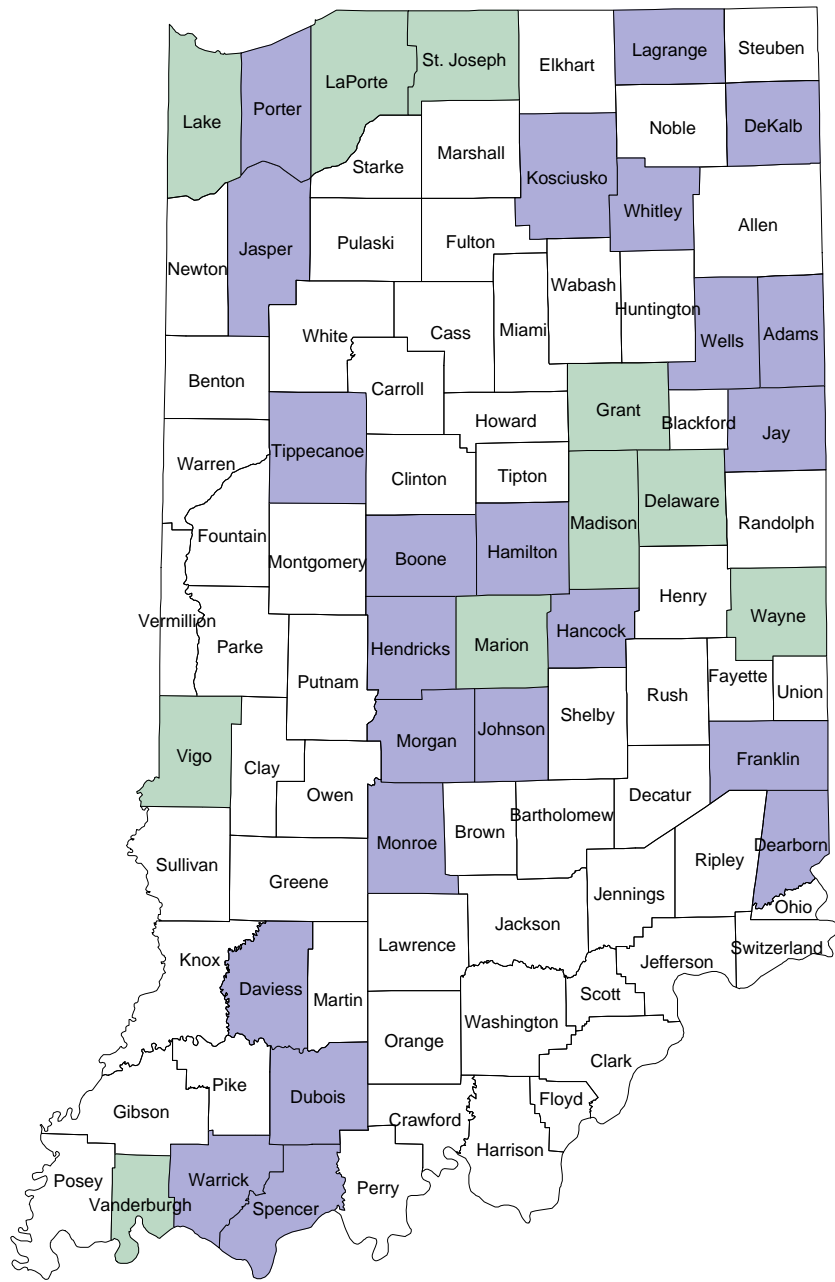 Steuben
Lagrange
St. Joseph
Elkhart
LaPorte
Porter
Lake
Noble
DeKalb
Marshall
Starke
Kosciusko
Whitley
Allen
Pulaski
Fulton
Jasper
Newton
Wabash
Huntington
White
Cass
Miami
Wells
Adams
Benton
Carroll
Grant
Howard
Blackford
Jay
Tippecanoe
Warren
Clinton
Tipton
Delaware
Madison
Randolph
Fountain
Hamilton
Boone
Montgomery
Henry
Wayne
Vermillion
Hancock
Parke
Hendricks
Marion
Fayette
Putnam
Rush
Union
Shelby
Johnson
Morgan
Vigo
Clay
Franklin
Owen
Decatur
Bartholomew
Brown
Monroe
Dearborn
Ripley
Sullivan
Greene
Jennings
Ohio
Jackson
Lawrence
Switzerland
Knox
Jefferson
Daviess
Martin
Scott
Washington
Orange
Clark
Pike
Dubois
Floyd
Gibson
Crawford
Harrison
Posey
Warrick
Perry
Vanderburgh
Spencer